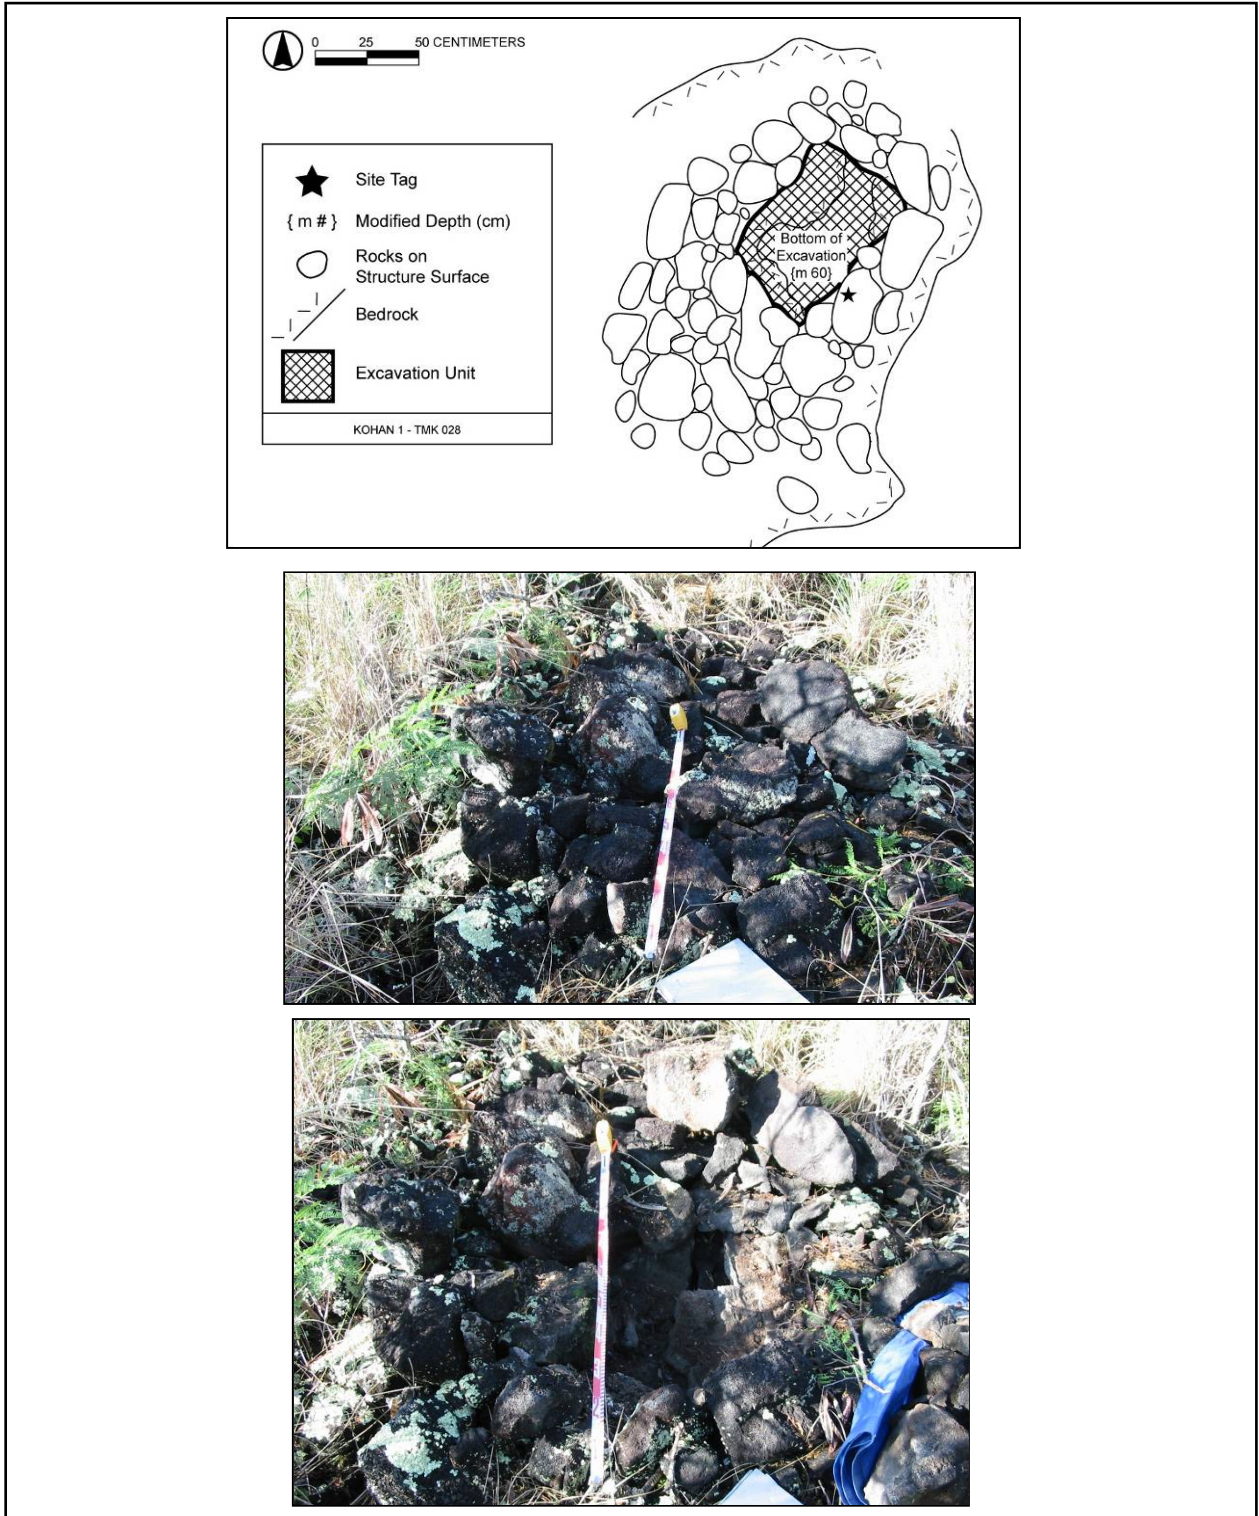 0 25 50 CENTIMETERS
Site Tag
{ m # } Modified Depth (cm)
Rocks on
Structure Surface
Bedrock
Excavation Unit
KOHAN 1 - TMK 028
Bottom of
Excavation
{m 60}